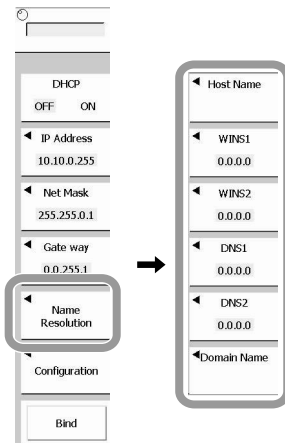 DHCP
OFF ON
IP Address
10.10.0.255
Net Mask
255.255.0.1
Gate way
0.0.255.1
Name
Resolution
Configuration
Bind
Host Name
WINS1
0.0.0.0
WINS2
0.0.0.0
DNS1
0.0.0.0
DNS2
0.0.0.0
Domain Name